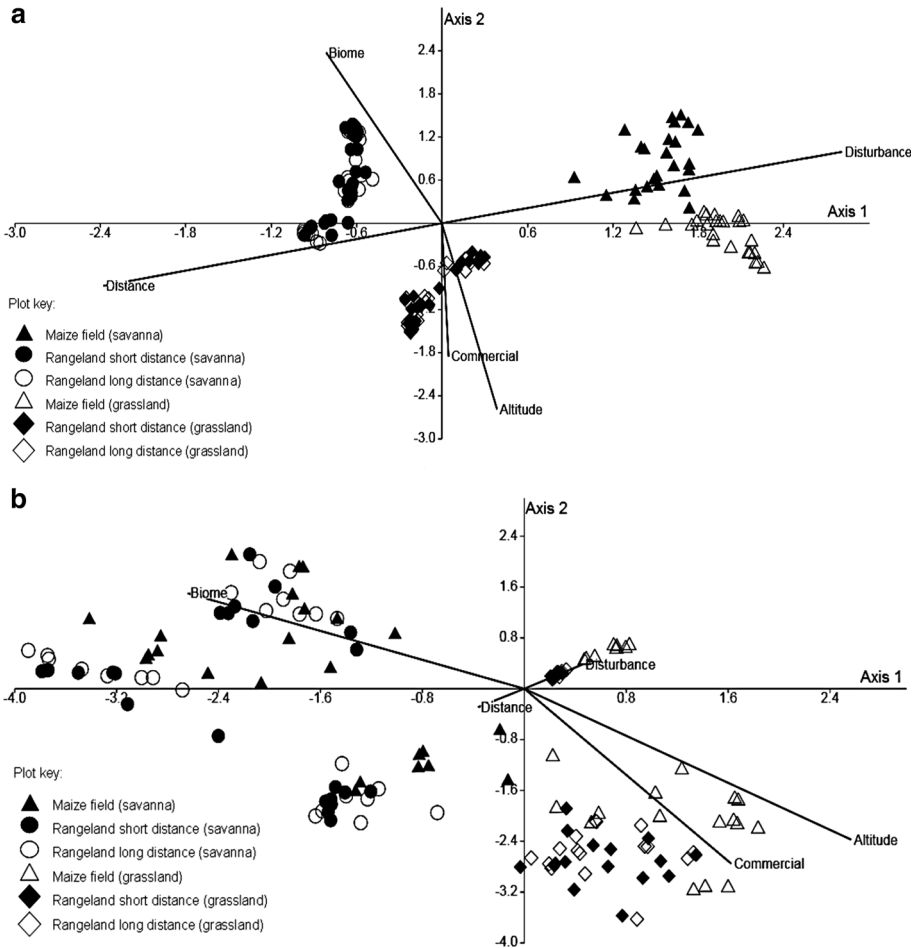 a
Axis 2
2.4
Biome
1.8
1.2
Disturbance
0.6
Axis 1
-3.0 -2.4 -1.8 -1.2 -0.6 0.6 1.2 1.8 2.4
-0.6
Distance
Plot key:
-1.2
Maize field (savanna)
-1.8 Commercial
Rangeland short distance (savanna)
Rangeland long distance (savanna)
-2.4
Maize field (grassland)
Altitude
Rangeland short distance (grassland)
-3.0
Rangeland long distance (grassland)
b
Axis 2
2.4
1.6
Biome
0.8
Disturbance
Axis 1
-4.0 -3.2 -2.4 -1.6 -0.8 0.8 1.6 2.4
Distance
-0.8
Plot key:
-1.6
Maize field (savanna)
Rangeland short distance (savanna)
-2.4
Altitude
Rangeland long distance (savanna)
Commercial
Maize field (grassland)
-3.2
Rangeland short distance (grassland)
Rangeland long distance (grassland)
-4.0